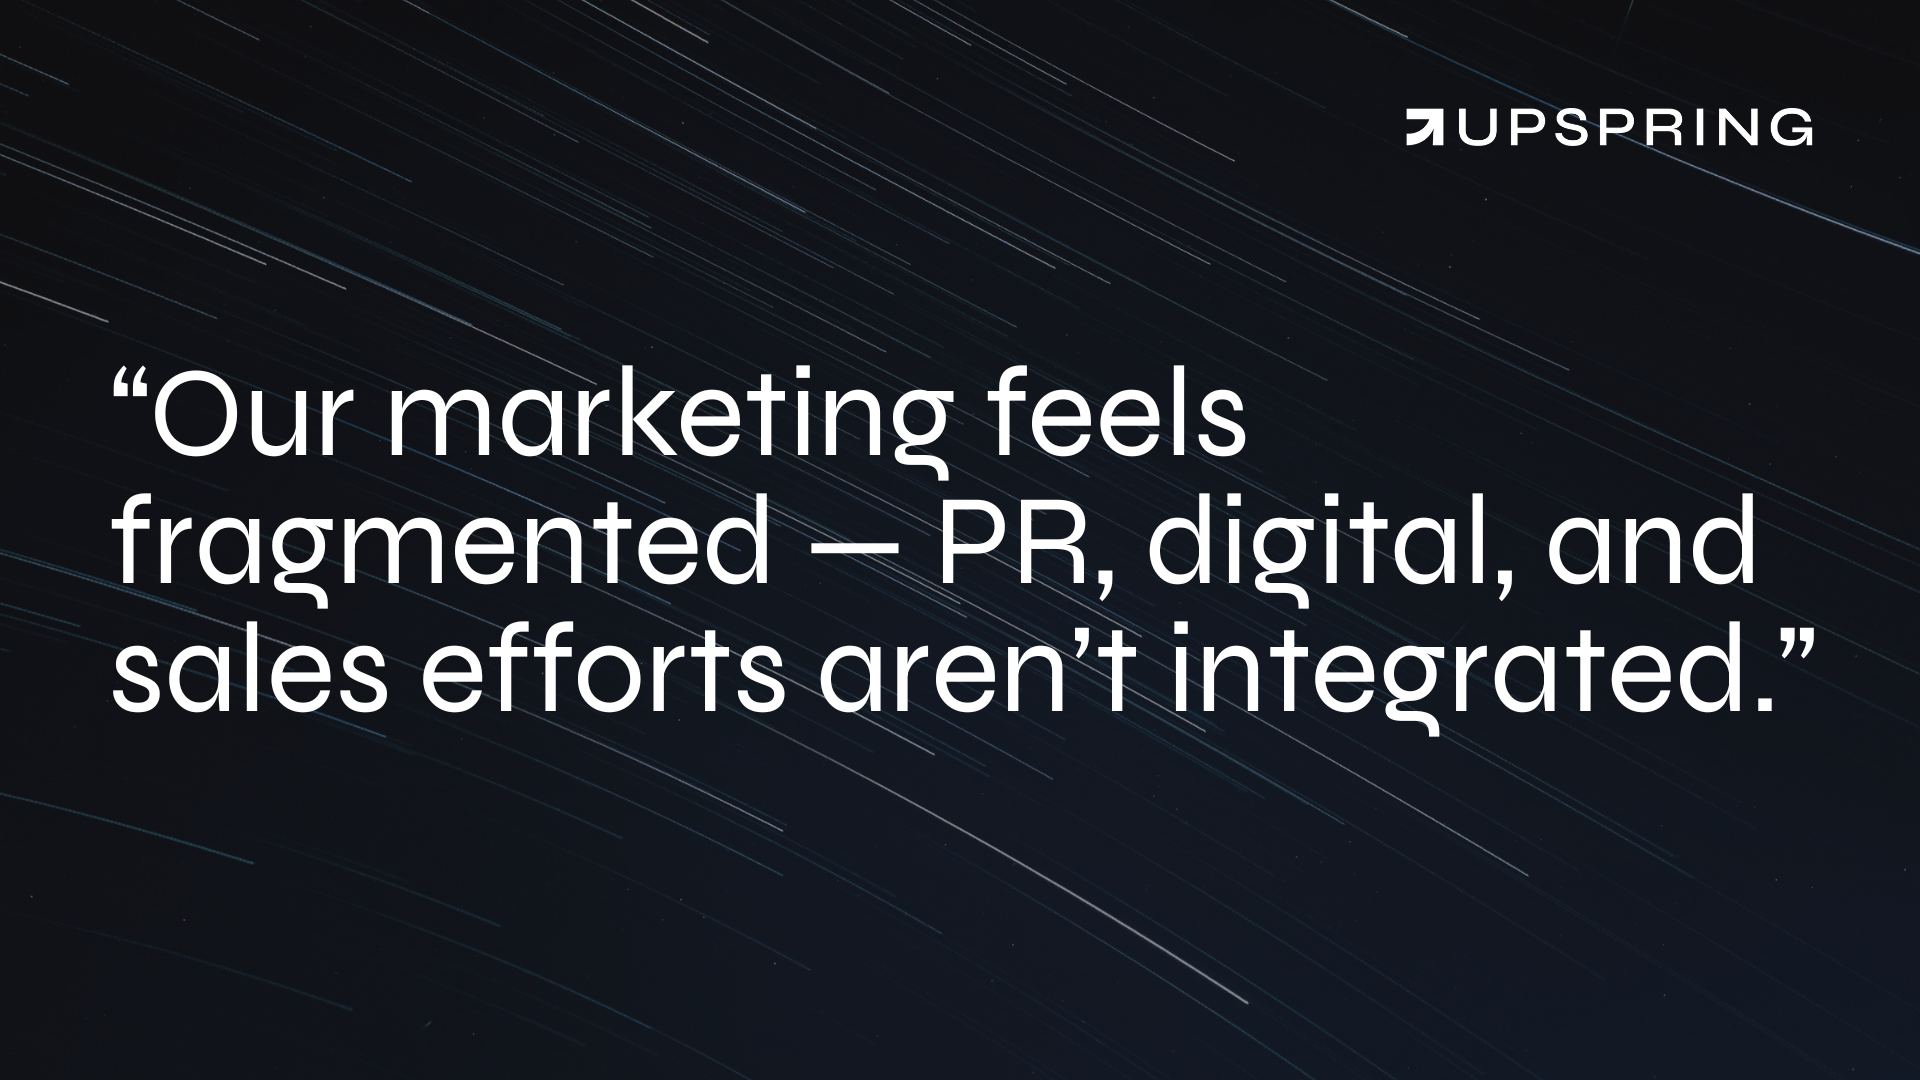 UPSPRING
“Our marketing feels
fragmented — PR, digital, and
sales efforts aren’t integrated.”